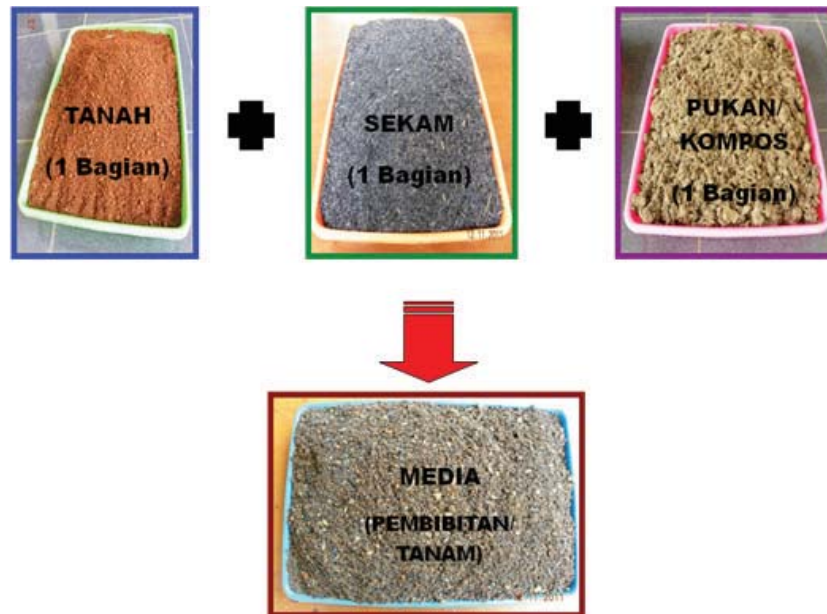 TANAH
(1 Bagian)
SEKAM
(1 Bagian)
PUKAN/
KOMPOS
(1 Bagian)
MEDIA
(PEMBIBITAN/
TANAM)